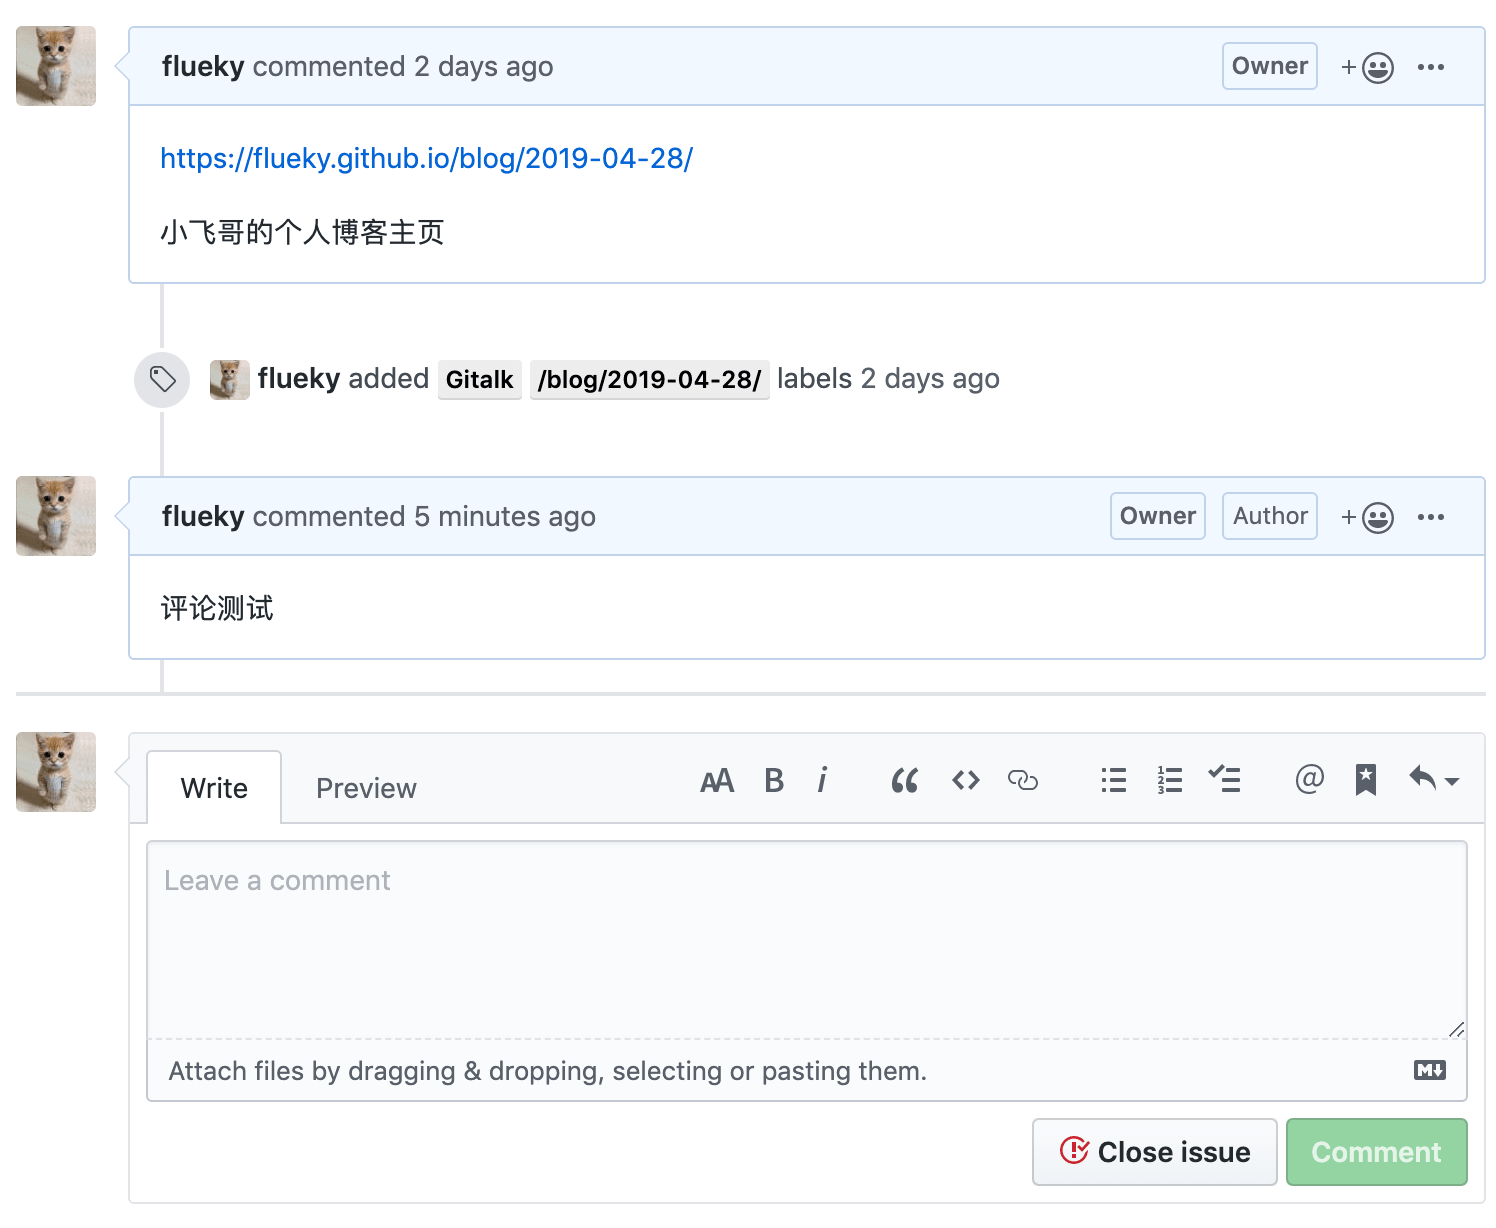 flueky commented 2 days ago Owner
https://flueky.github.io/blog/2019-04-28/
小飞哥的个人博客主页
flueky added Gitalk /blog/2019-04-28/ labels 2 days ago
flueky commented 5 minutes ago Owner Author
评论测试
Write Preview
Leave a comment
Attach files by dragging & dropping, selecting or pasting them.
Close issue Comment